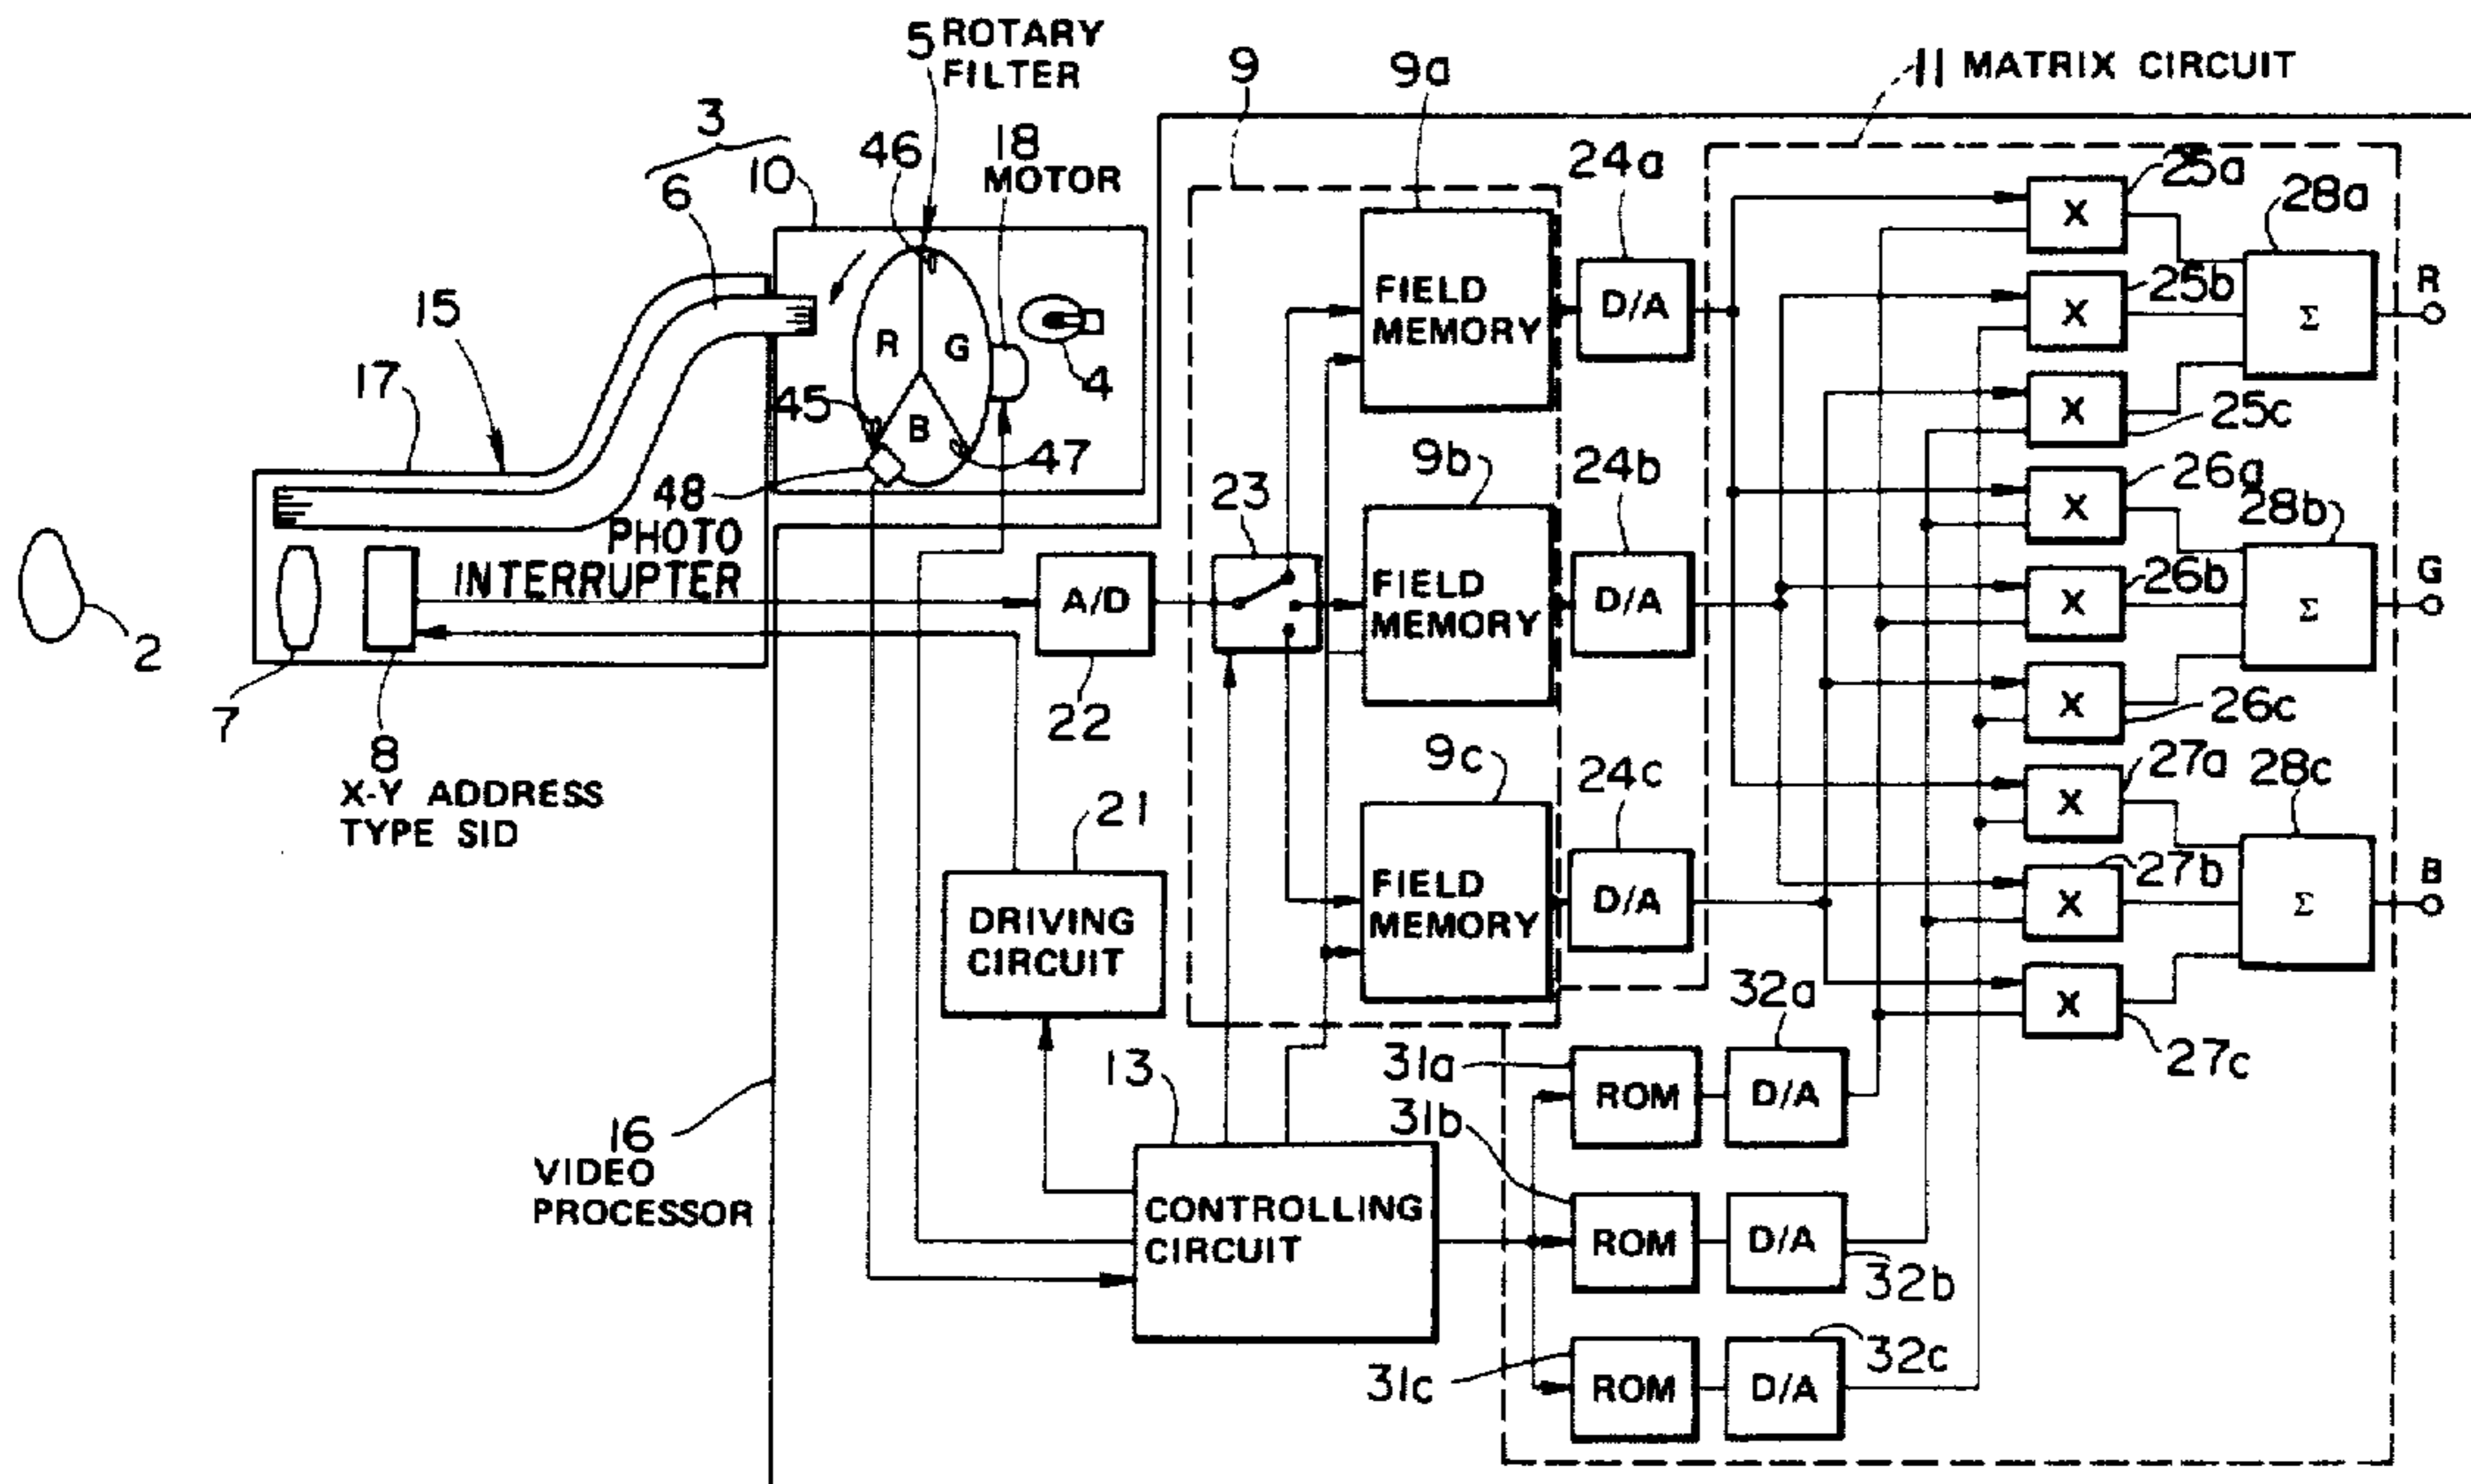 5 ROTARY
FILTER
9
9a
11 MATRIX CIRCUIT
3
10
6
46
18
MOTOR
24a
25a
28a
X
R
FIELD
MEMORY
D/A
25b
X
Σ
15
R
G
4
17
45
B
47
X
25c
48
PHOTO
INTERRUPTER
23
9b
24b
26a
X
28b
G
A/D
FIELD
MEMORY
D/A
26b
X
Σ
2
7
8
X-Y ADDRESS
TYPE SID
22
X
26c
9c
24c
27a
X
28c
21
DRIVING
CIRCUIT
FIELD
MEMORY
D/A
27b
X
Σ
B
32a
X
27c
13
31a
ROM
D/A
16
VIDEO
PROCESSOR
31b
CONTROLLING
CIRCUIT
ROM
D/A
32b
31c
ROM
D/A
32c